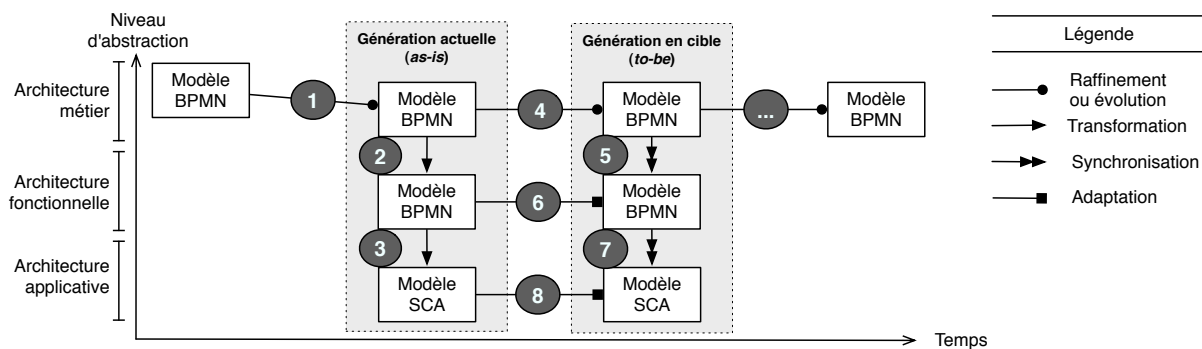 Niveau
d'abstraction
Génération actuelle
(as-is)
Génération en cible
(to-be)
Légende
Architecture
métier
Modèle
BPMN
1
Modèle
BPMN
4
Modèle
BPMN
...
Modèle
BPMN
Raffinement
ou évolution
Transformation
Synchronisation
Adaptation
2
5
Architecture
fonctionnelle
Modèle
BPMN
6
Modèle
BPMN
3
7
Architecture
applicative
Modèle
SCA
8
Modèle
SCA
Temps